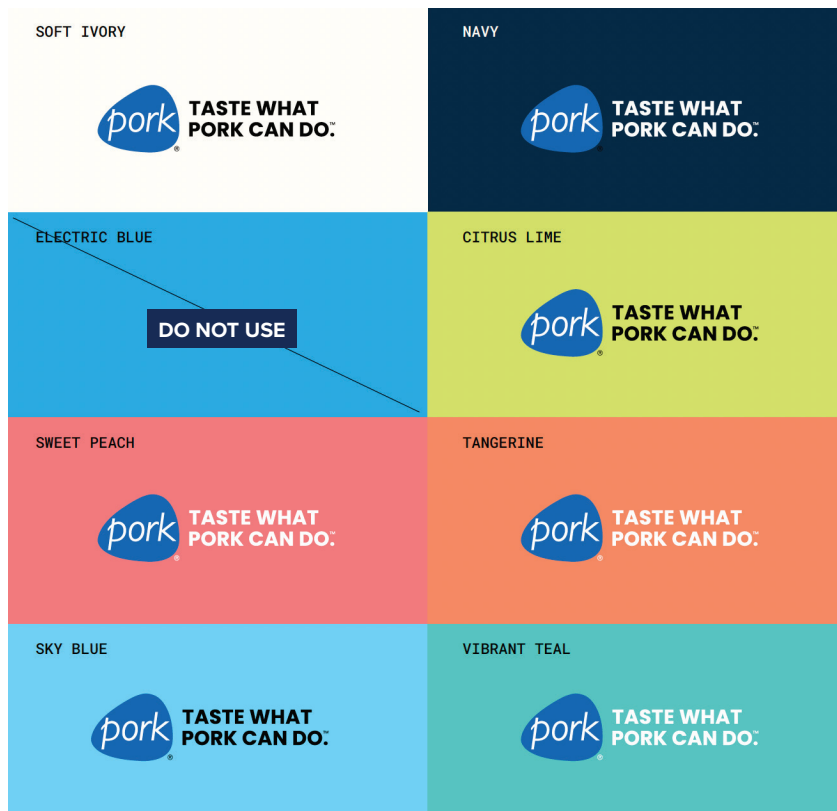 SOFT IVORY
pork®
TASTE WHAT
PORK CAN DO.™
NAVY
pork®
TASTE WHAT
PORK CAN DO.™
ELECTRIC BLUE
DO NOT USE
CITRUS LIME
pork®
TASTE WHAT
PORK CAN DO.™
SWEET PEACH
pork®
TASTE WHAT
PORK CAN DO.™
TANGERINE
pork®
TASTE WHAT
PORK CAN DO.™
SKY BLUE
pork®
TASTE WHAT
PORK CAN DO.™
VIBRANT TEAL
pork®
TASTE WHAT
PORK CAN DO.™